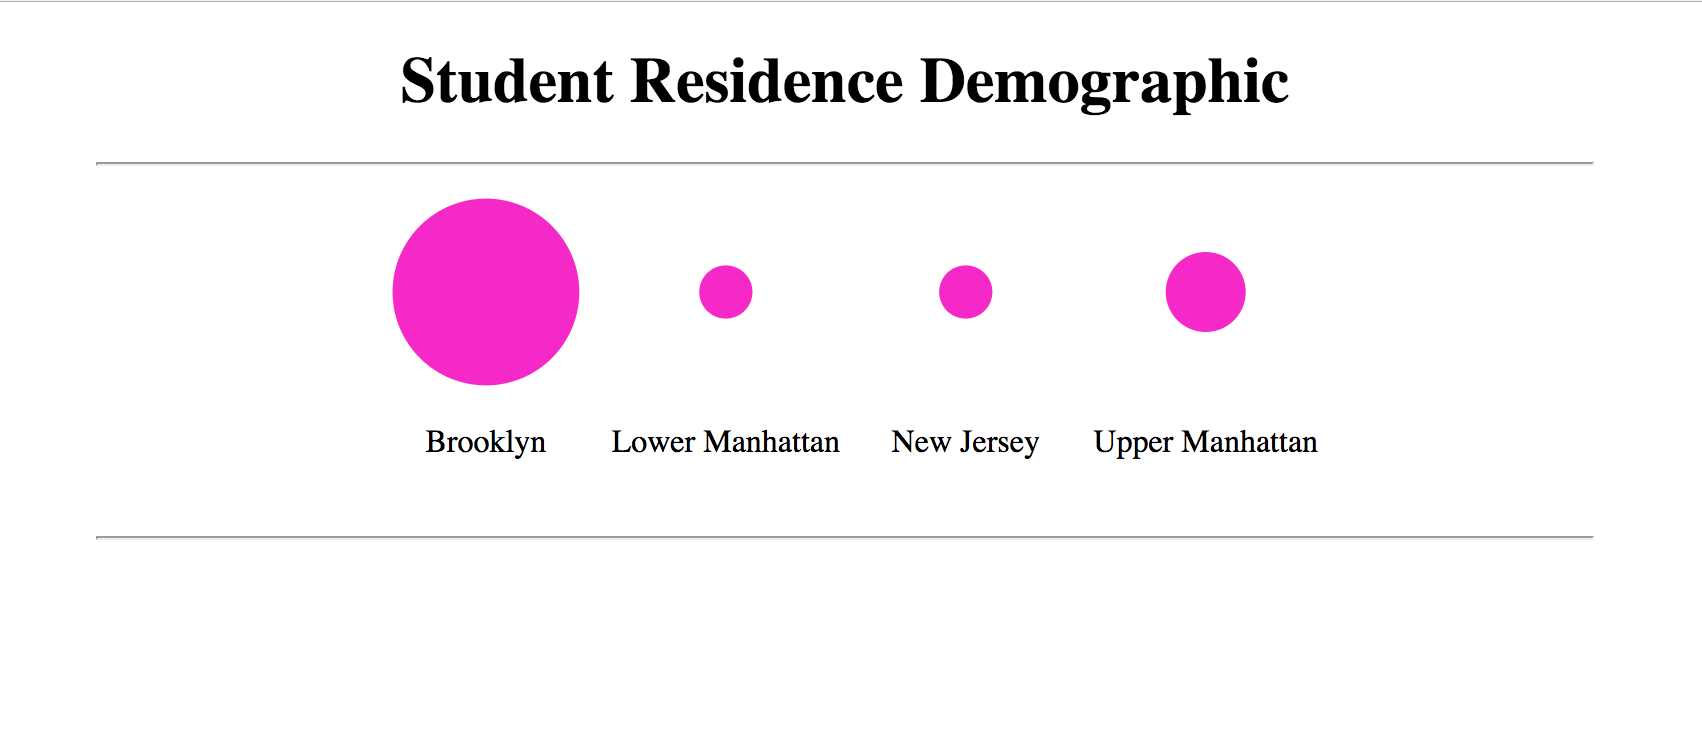 Student Residence Demographic
Brooklyn Lower Manhattan New Jersey Upper Manhattan